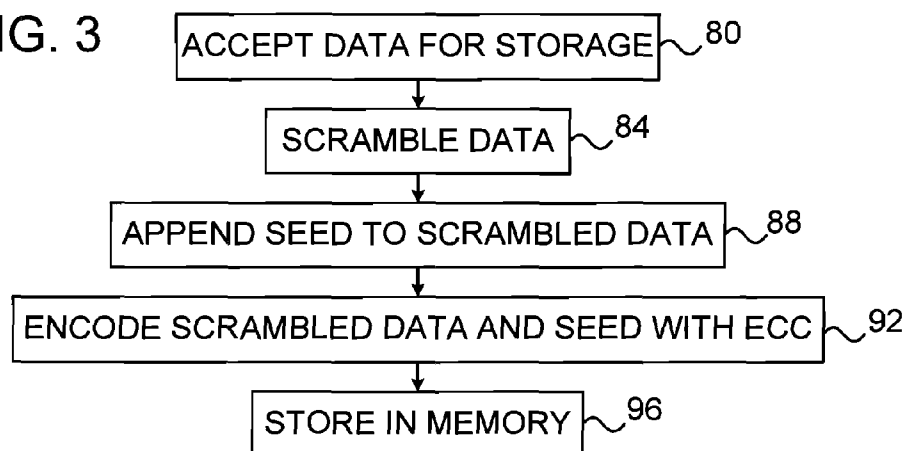 IG. 3
ACCEPT DATA FOR STORAGE 80
SCRAMBLE DATA 84
APPEND SEED TO SCRAMBLED DATA 88
ENCODE SCRAMBLED DATA AND SEED WITH ECC 92
STORE IN MEMORY 96